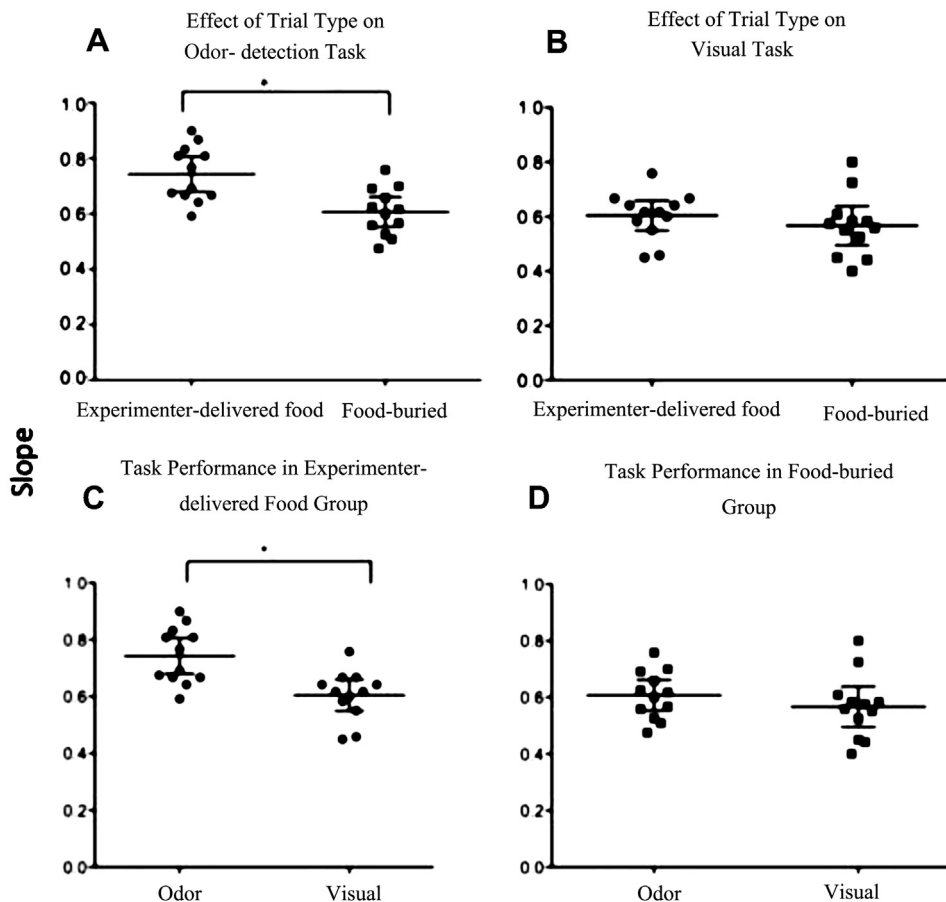 A
Effect of Trial Type on
Odor- detection Task
*
1 0
0 8
0 6
0 4
0 2
0 0
Experimenter-delivered food Food-buried
B
Effect of Trial Type on
Visual Task
1 0
0 8
0 6
0 4
0 2
0 0
Experimenter-delivered food Food-buried
Slope
C
Task Performance in Experimenter-
delivered Food Group
*
1 0
0 8
0 6
0 4
0 2
0 0
Odor Visual
D
Task Performance in Food-buried
Group
1 0
0 8
0 6
0 4
0 2
0 0
Odor Visual